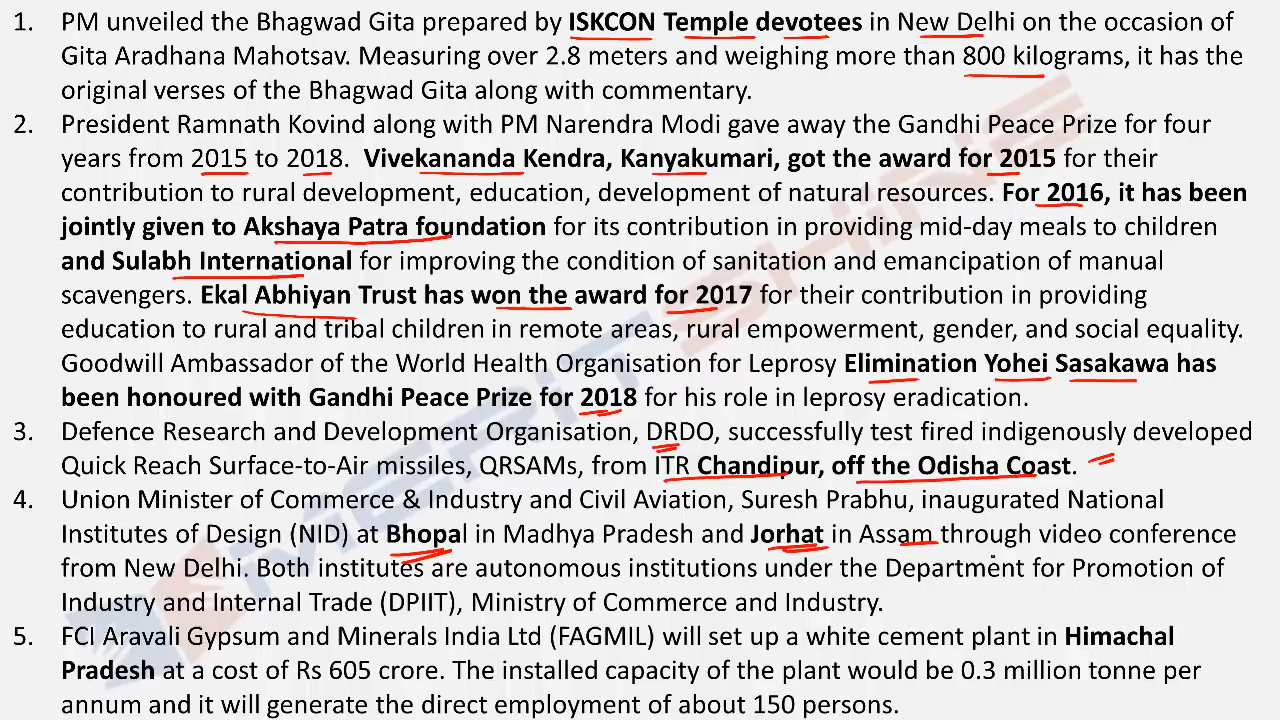 1. PM unveiled the Bhagwad Gita prepared by ISKCON Temple devotees in New Delhi on the occasion of
Gita Aradhana Mahotsav. Measuring over 2.8 meters and weighing more than 800 kilograms, it has the
original verses of the Bhagwad Gita along with commentary.
2. President Ramnath Kovind along with PM Narendra Modi gave away the Gandhi Peace Prize for four
years from 2015 to 2018. Vivekananda Kendra, Kanyakumari, got the award for 2015 for their
contribution to rural development, education, development of natural resources. For 2016, it has been
jointly given to Akshaya Patra foundation for its contribution in providing mid-day meals to children
and Sulabh International for improving the condition of sanitation and emancipation of manual
scavengers. Ekal Abhiyan Trust has won the award for 2017 for their contribution in providing
education to rural and tribal children in remote areas, rural empowerment, gender, and social equality.
Goodwill Ambassador of the World Health Organisation for Leprosy Elimination Yohei Sasakawa has
been honoured with Gandhi Peace Prize for 2018 for his role in leprosy eradication.
3. Defence Research and Development Organisation, DRDO, successfully test fired indigenously developed
Quick Reach Surface-to-Air missiles, QRSAMs, from ITR Chandipur, off the Odisha Coast.
4. Union Minister of Commerce & Industry and Civil Aviation, Suresh Prabhu, inaugurated National
Institutes of Design (NID) at Bhopal in Madhya Pradesh and Jorhat in Assam through video conference
from New Delhi. Both institutes are autonomous institutions under the Department for Promotion of
Industry and Internal Trade (DPIIT), Ministry of Commerce and Industry.
5. FCI Aravali Gypsum and Minerals India Ltd (FAGMIL) will set up a white cement plant in Himachal
Pradesh at a cost of Rs 605 crore. The installed capacity of the plant would be 0.3 million tonne per
annum and it will generate the direct employment of about 150 persons.
MERIT SHINE